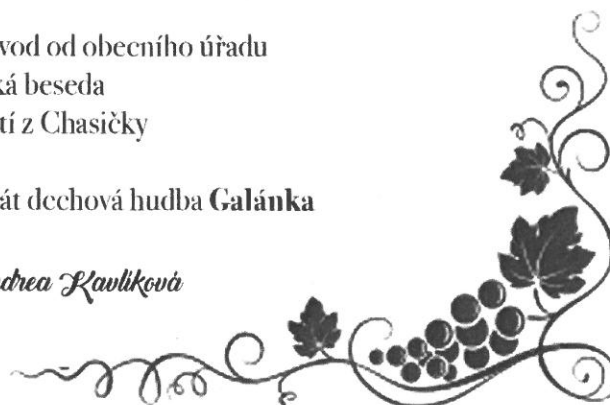 vod od obecního úřadu
ká beseda
tí z Chasičky
át dechová hudba Galánka
drea Kavlíková